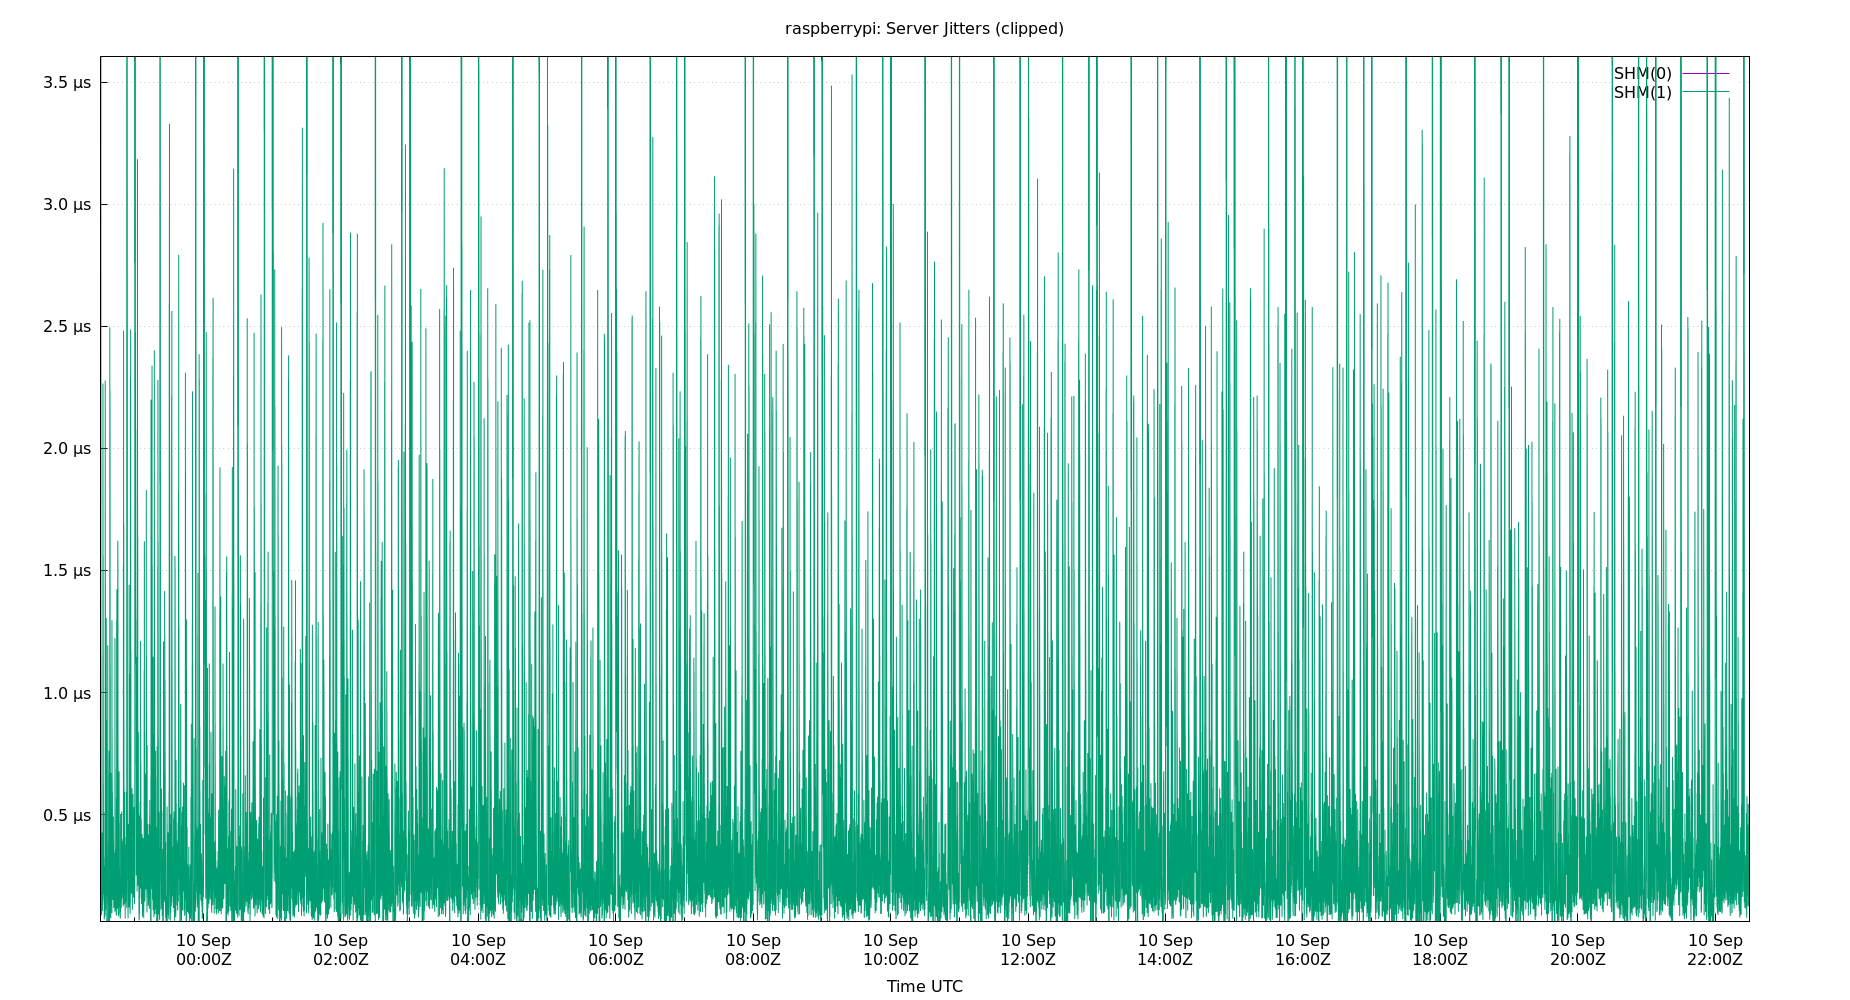 raspberrypi: Server Jitters (clipped)
3.5 μs
3.0 μs
2.5 μs
2.0 μs
1.5 μs
1.0 μs
0.5 μs
SHM(0)
SHM(1)
10 Sep 10 Sep 10 Sep 10 Sep 10 Sep 10 Sep 10 Sep 10 Sep 10 Sep 10 Sep 10 Sep 10 Sep
00:00Z 02:00Z 04:00Z 06:00Z 08:00Z 10:00Z 12:00Z 14:00Z 16:00Z 18:00Z 20:00Z 22:00Z
Time UTC